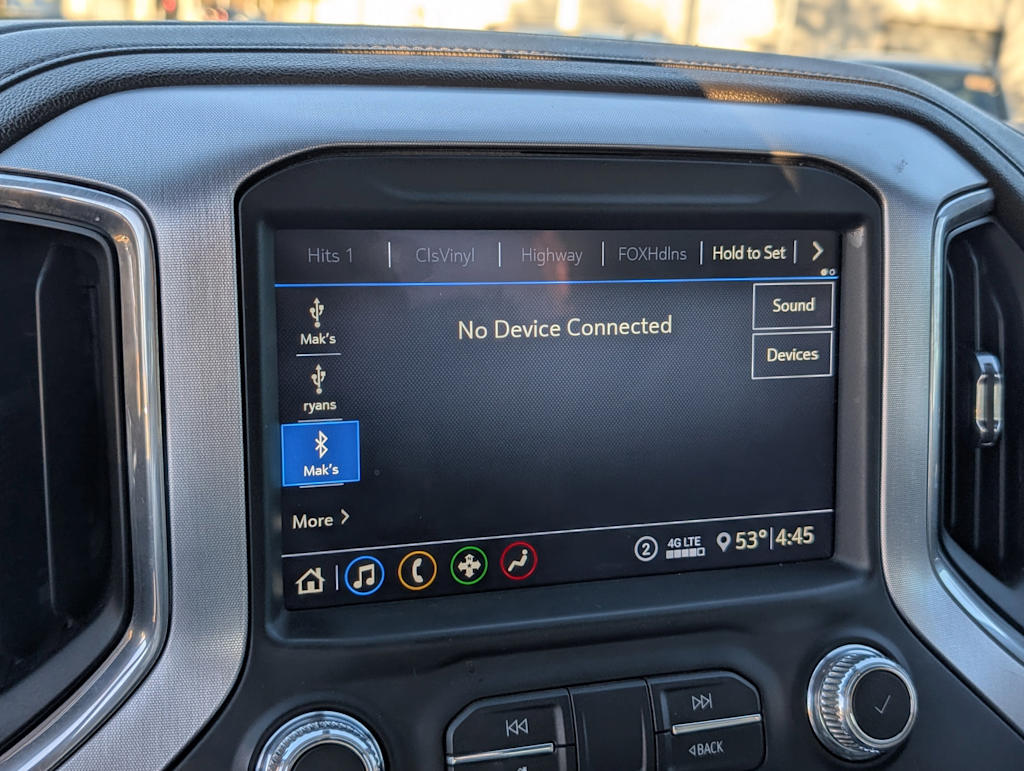 Hits 1 ClsVinyl Highway FOXHdlns Hold to Set
Mak's
No Device Connected
Sound
Devices
ryans
Mak's
More
2 4G LTE 53° 4:45
BACK